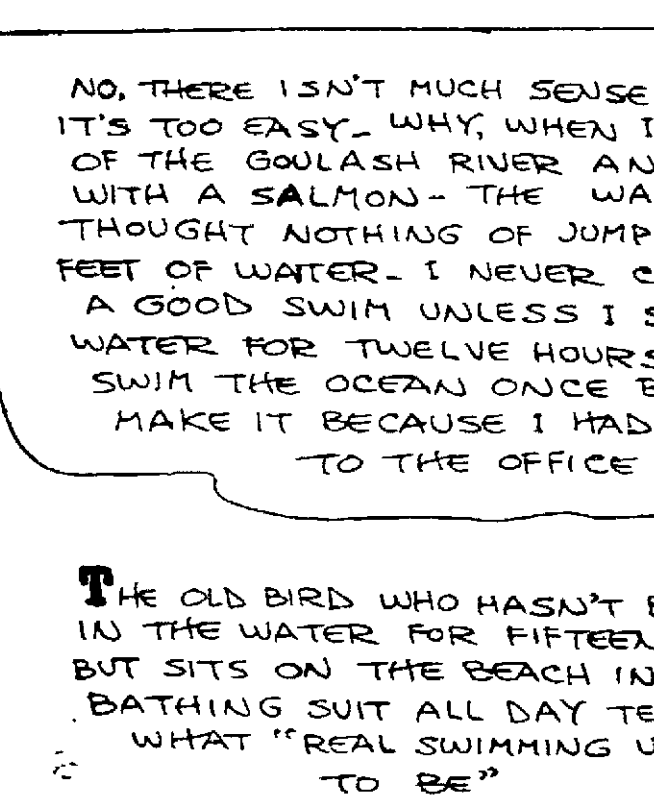 NO, THERE ISN'T MUCH SENSE
IT'S TOO EASY- WHY, WHEN I
OF THE GOULASH RIVER AN
WITH A SALMON- THE WA
THOUGHT NOTHING OF JUMP
FEET OF WATER- I NEVER C
A GOOD SWIM UNLESS I S
WATER FOR TWELVE HOURS
SWIM THE OCEAN ONCE B
MAKE IT BECAUSE I HAD
TO THE OFFICE
THE OLD BIRD WHO HASN'T B
IN THE WATER FOR FIFTEEN
BUT SITS ON THE BEACH IN
BATHING SUIT ALL DAY TE
WHAT "REAL SWIMMING U
TO BE"